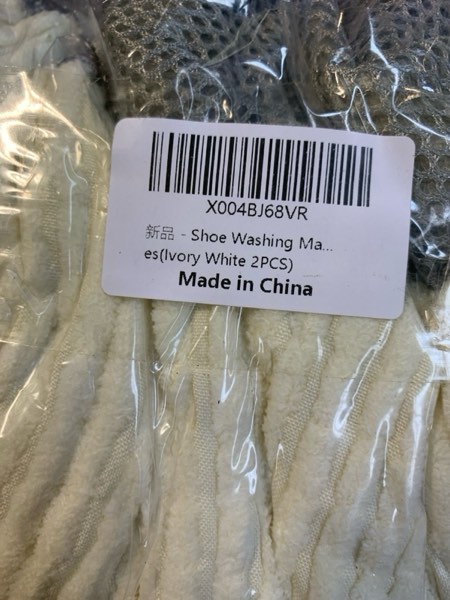 X004BJ68VR
新品 - Shoe Washing Ma...
es(Ivory White 2PCS)
Made in China